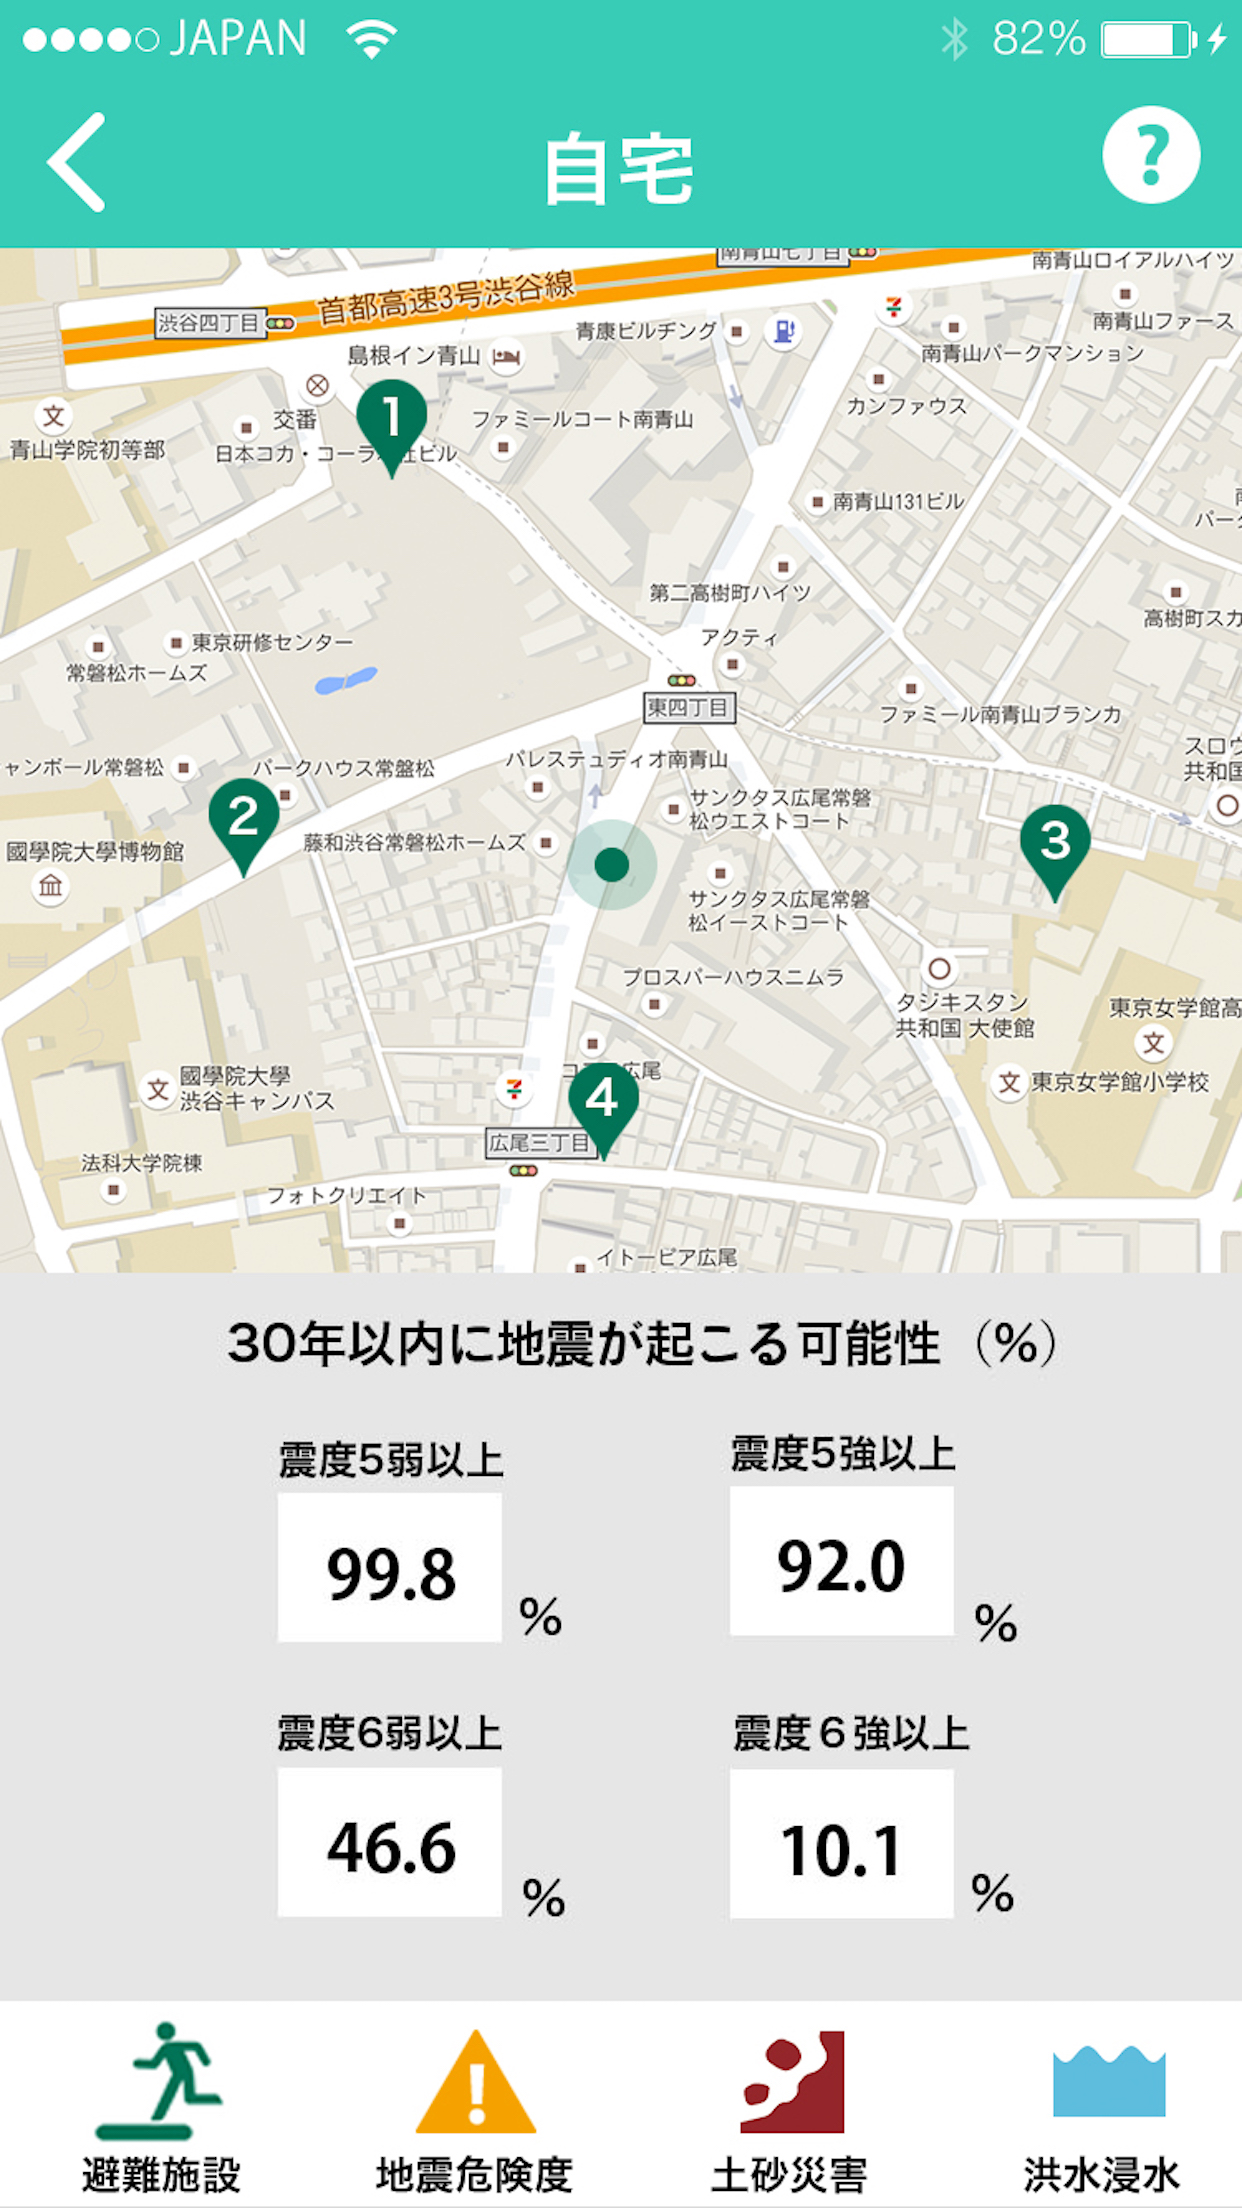 JAPAN
82%
自宅
?
南青山七丁目
南青山ロイアルハイツ
首都高速3号渋谷線
渋谷四丁目
青康ビルヂング
南青山ファース
島根イン青山
南青山パークマンション
交番
1
ファミールコート南青山
カンファウス
青山学院初等部
日本コカ・コーラ
社ビル
南青山131ビル
パーク
第二高樹町ハイツ
高樹町スカ
アクティ
東京研修センター
常磐松ホームズ
東四丁目
ファミール南青山ブランカ
スロウ
共和国
ャンボール常磐松
パークハウス常盤松
パレステュディオ南青山
サンクタス広尾常磐
松ウエストコート
2
3
國學院大學博物館
藤和渋谷常磐松ホームズ
サンクタス広尾常磐
松イーストコート
プロスパーハウスニムラ
タジキスタン
共和国 大使館
東京女学館高
文
文
文
文
東京女学館小学校
國學院大學
渋谷キャンパス
広尾
4
広尾三丁目
法科大学院棟
フォトクリエイト
イトーピア広尾
30年以内に地震が起こる可能性（%）
震度5弱以上
震度5強以上
99.8
%
92.0
%
震度6弱以上
震度６強以上
46.6
%
10.1
%
避難施設
地震危険度
土砂災害
洪水浸水